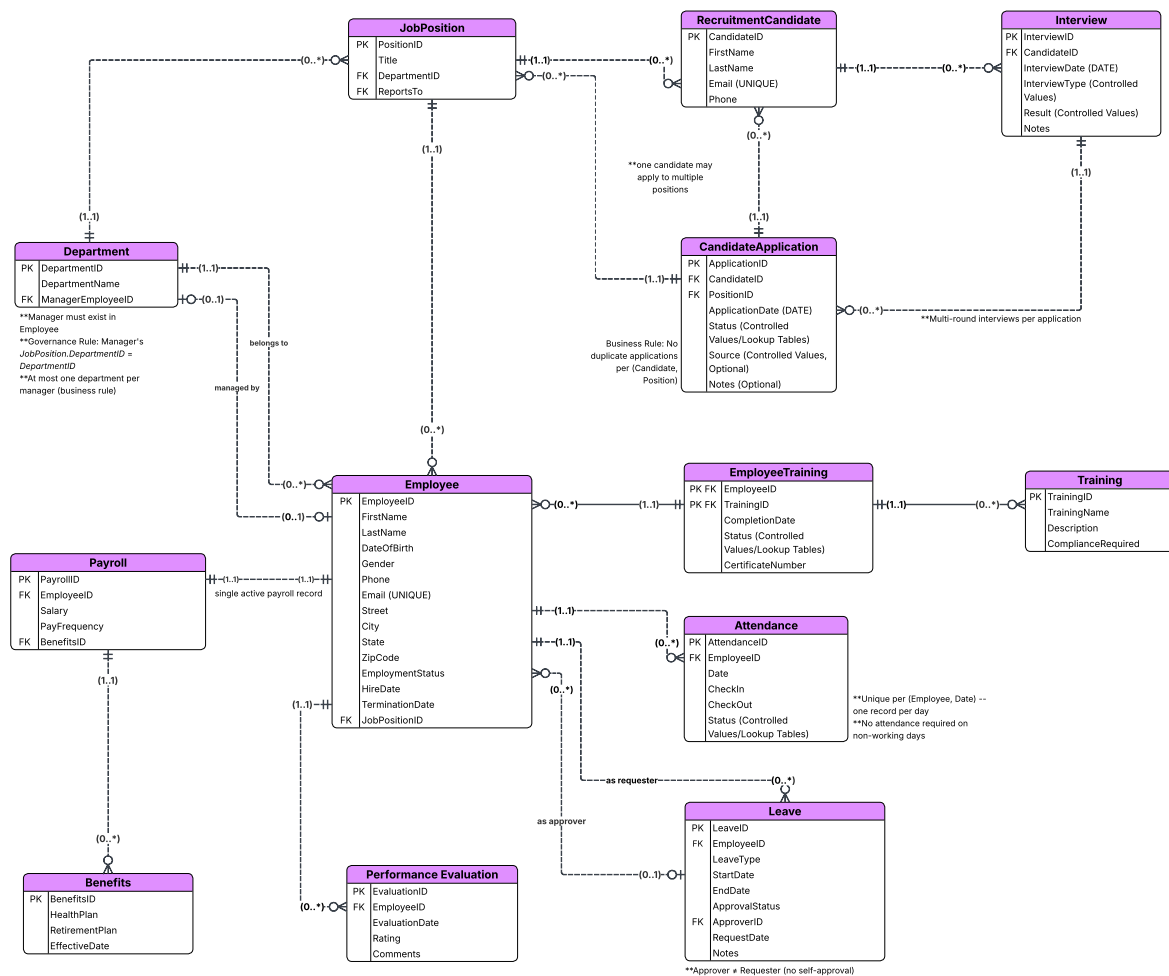 JobPosition
PK PositionID
Title
FK DepartmentID
FK ReportsTo
RecruitmentCandidate
PK CandidateID
FirstName
LastName
Email (UNIQUE)
Phone
Interview
PK InterviewID
FK CandidateID
InterviewDate (DATE)
InterviewType (Controlled
Values)
Result (Controlled Values)
Notes
(0..*)
(1..1)
(0..*)
(0..*)
(1..1)
(0..*)
(1..1)
(0..*)
(1..1)
**one candidate may
apply to multiple
positions
(1..1)
(1..1)
(1..1)
Department
PK DepartmentID
DepartmentName
FK ManagerEmployeeID
(1..1)
(0..1)
**Manager must exist in
Employee
**Governance Rule: Manager's
JobPosition.DepartmentID =
DepartmentID
**At most one department per
manager (business rule)
belongs to
managed by
CandidateApplication
PK ApplicationID
FK CandidateID
FK PositionID
ApplicationDate (DATE)
Status (Controlled
Values/Lookup Tables)
Source (Controlled Values,
Optional)
Notes (Optional)
(1..1)
(0..*)
**Multi-round interviews per application
Business Rule: No
duplicate applications
per (Candidate,
Position)
(0..*)
(0..*)
(0..1)
Employee
PK EmployeeID
FirstName
LastName
DateOfBirth
Gender
Phone
Email (UNIQUE)
Street
City
State
ZipCode
EmploymentStatus
HireDate
TerminationDate
FK JobPositionID
(0..*)
(1..1)
EmployeeTraining
PK FK EmployeeID
PK FK TrainingID
CompletionDate
Status (Controlled
Values/Lookup Tables)
CertificateNumber
(1..1)
(0..*)
Training
PK TrainingID
TrainingName
Description
ComplianceRequired
Payroll
PK PayrollID
FK EmployeeID
Salary
PayFrequency
FK BenefitsID
(1..1)
(1..1)
single active payroll record
(1..1)
(0..*)
Attendance
PK AttendanceID
FK EmployeeID
Date
CheckIn
CheckOut
Status (Controlled
Values/Lookup Tables)
**Unique per (Employee, Date) --
one record per day
**No attendance required on
non-working days
(1..1)
(0..*)
(1..1)
(1..1)
as requester
(0..*)
as approver
(0..1)
Leave
PK LeaveID
FK EmployeeID
LeaveType
StartDate
EndDate
ApprovalStatus
FK ApproverID
RequestDate
Notes
**Approver ≠ Requester (no self-approval)
(0..*)
Benefits
PK BenefitsID
HealthPlan
RetirementPlan
EffectiveDate
(0..*)
Performance Evaluation
PK EvaluationID
FK EmployeeID
EvaluationDate
Rating
Comments